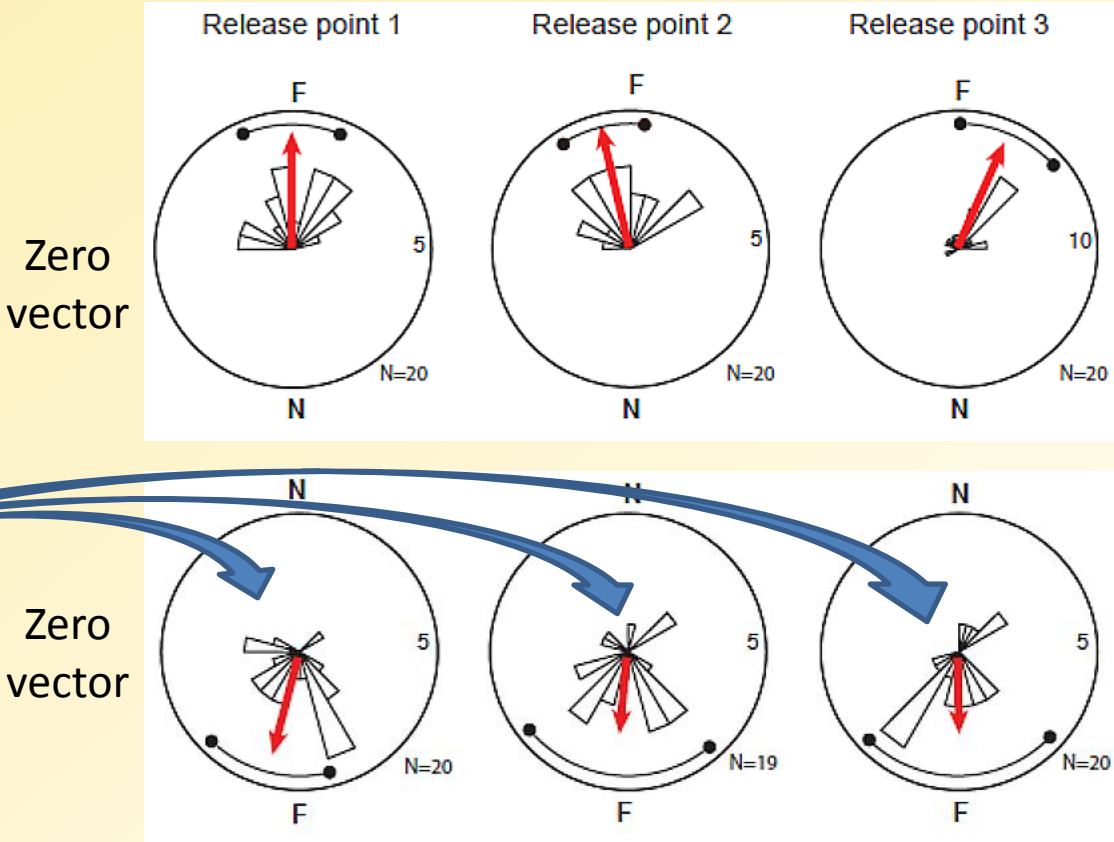 Release point 1 Release point 2 Release point 3
F F F
Zero
vector
5 5 10
N=20 N=20 N=20
N N N
N N N
Zero
vector
5 5 5
N=20 N=19 N=20
F F F